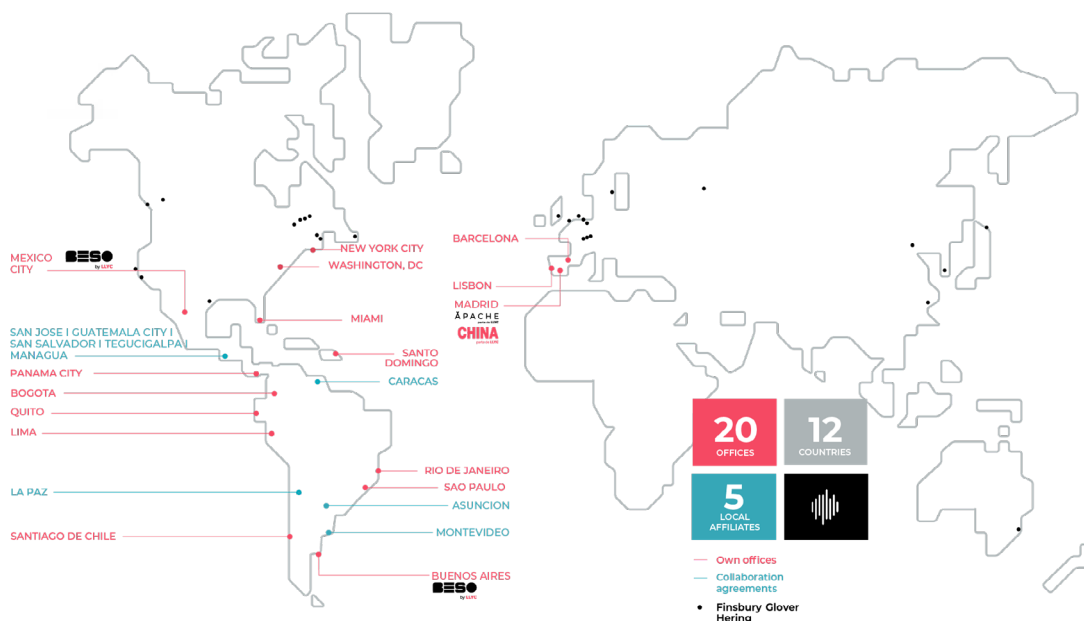 MEXICO
CITY
BESO
by LLYC
SAN JOSE I GUATEMALA CITY I
SAN SALVADOR I TEGUCIGALPA I
MANAGUA
PANAMA CITY
BOGOTA
QUITO
LIMA
LA PAZ
SANTIAGO DE CHILE
NEW YORK CITY
WASHINGTON, DC
MIAMI
SANTO
DOMINGO
CARACAS
RIO DE JANEIRO
SAO PAULO
ASUNCION
MONTEVIDEO
BUENOS AIRES
BESO
by LLYC
BARCELONA
LISBON
MADRID
APACHE
CHINA
20
OFFICES
12
COUNTRIES
5
LOCAL
AFFILIATES
Own offices
Collaboration
agreements
Finsbury Glover
Hering